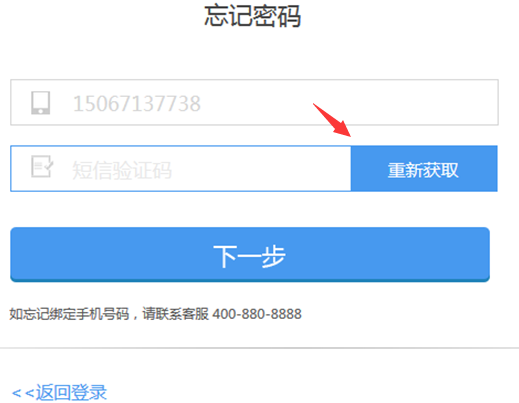 忘记密码
15067137738
短信验证码
重新获取
下一步
如忘记绑定手机号码，请联系客服 400-880-8888
<<返回登录